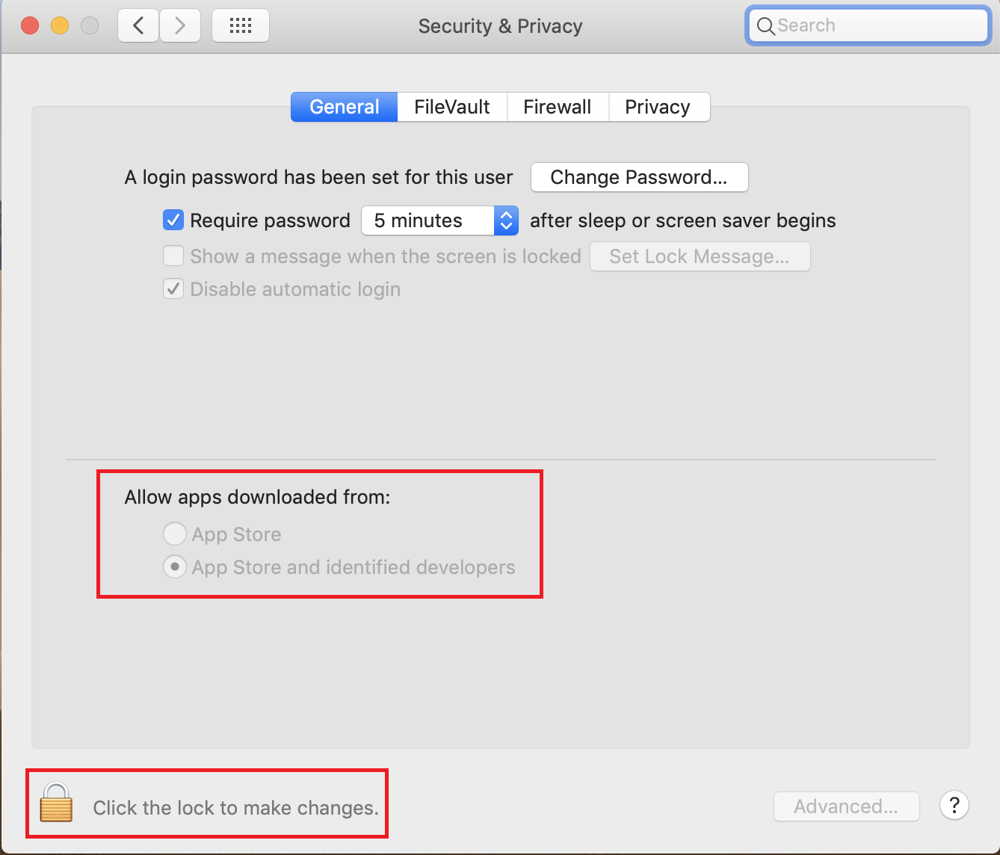 Security & Privacy
Search
General FileVault Firewall Privacy
A login password has been set for this user Change Password...
Require password 5 minutes after sleep or screen saver begins
Show a message when the screen is locked Set Lock Message...
Disable automatic login
Allow apps downloaded from:
App Store
App Store and identified developers
Click the lock to make changes.
Advanced... ?